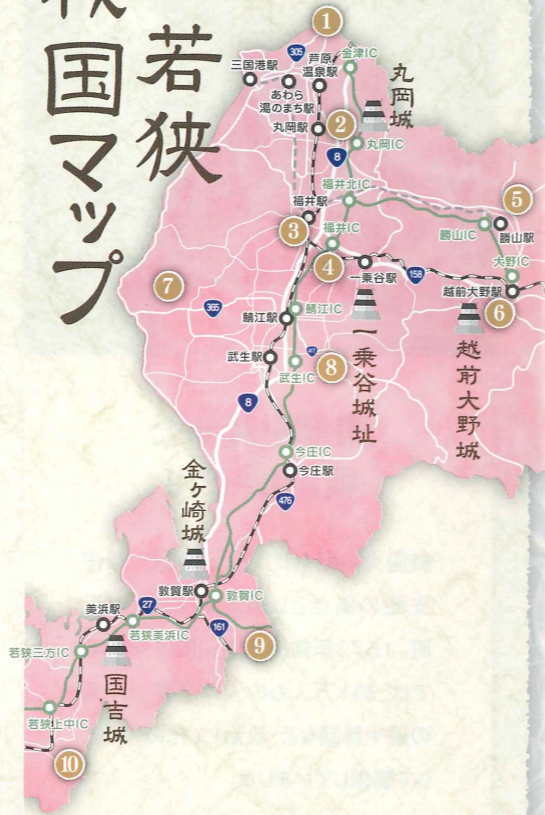 若狭
国マップ
1
305
三国港駅
芦原
温泉駅
金津IC
あわら
湯のまち駅
丸岡城
丸岡駅
2
丸岡IC
8
福井北IC
福井駅
5
3
福井IC
勝山IC
勝山駅
4
一乗谷駅
158
大野IC
越前大野駅
7
6
365
鯖江駅
鯖江IC
一乗谷城址
越前大野城
武生駅
武生IC
8
8
今庄IC
今庄駅
476
金ヶ崎城
敦賀駅
敦賀IC
27
美浜駅
若狭美浜IC
161
9
若狭三方IC
国吉城
若狭上中IC
10